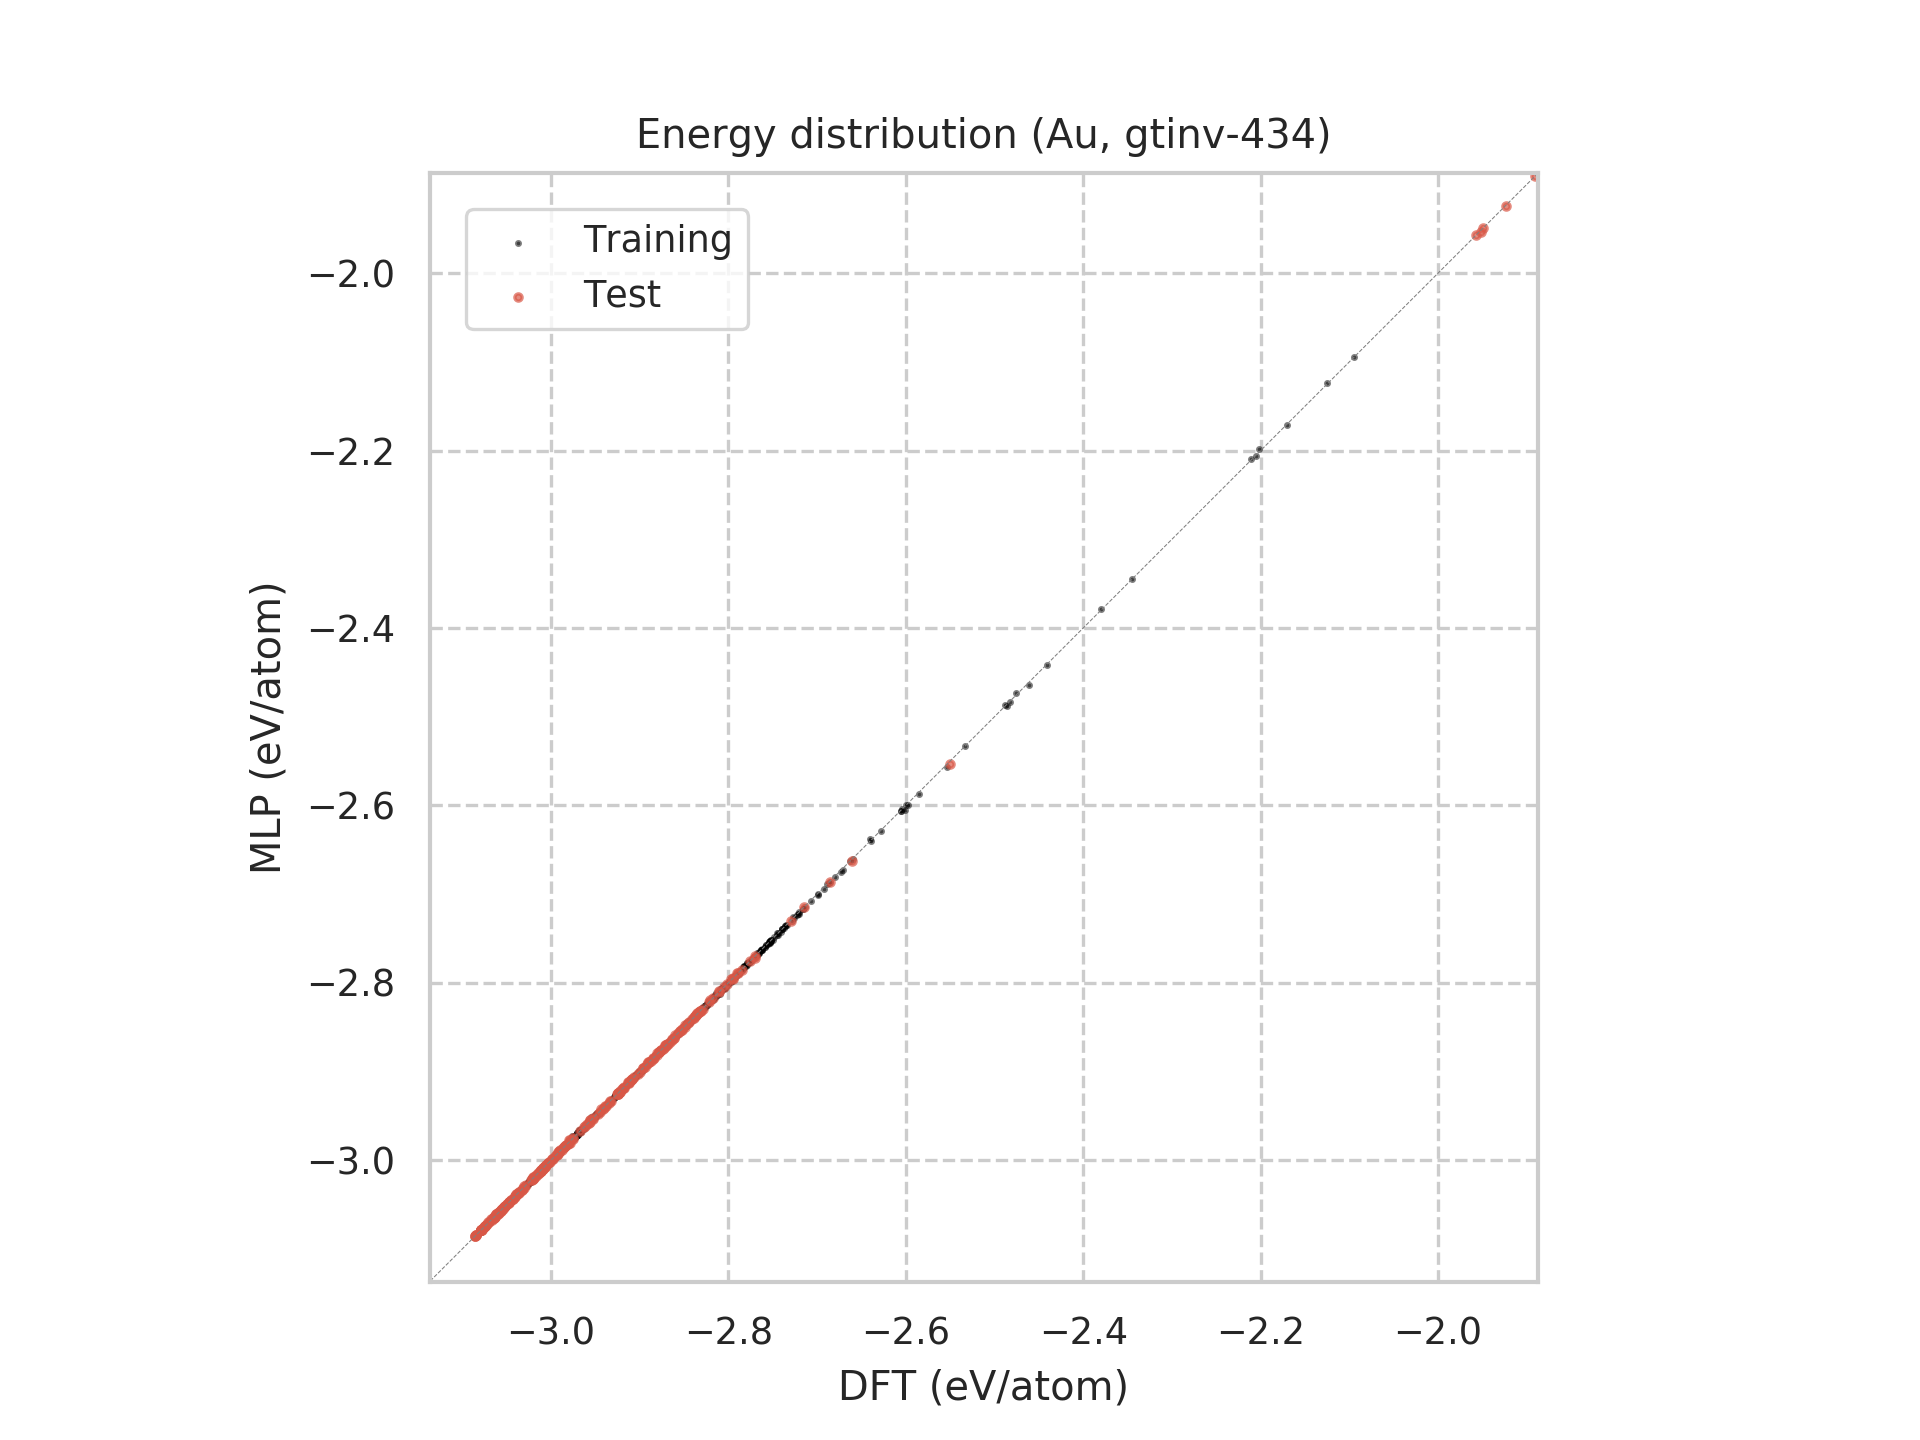 Energy distribution (Au, gtinv-434)
Training
Test
−2.0
−2.2
−2.4
−2.6
−2.8
−3.0
MLP (eV/atom)
−3.0 −2.8 −2.6 −2.4 −2.2 −2.0
DFT (eV/atom)